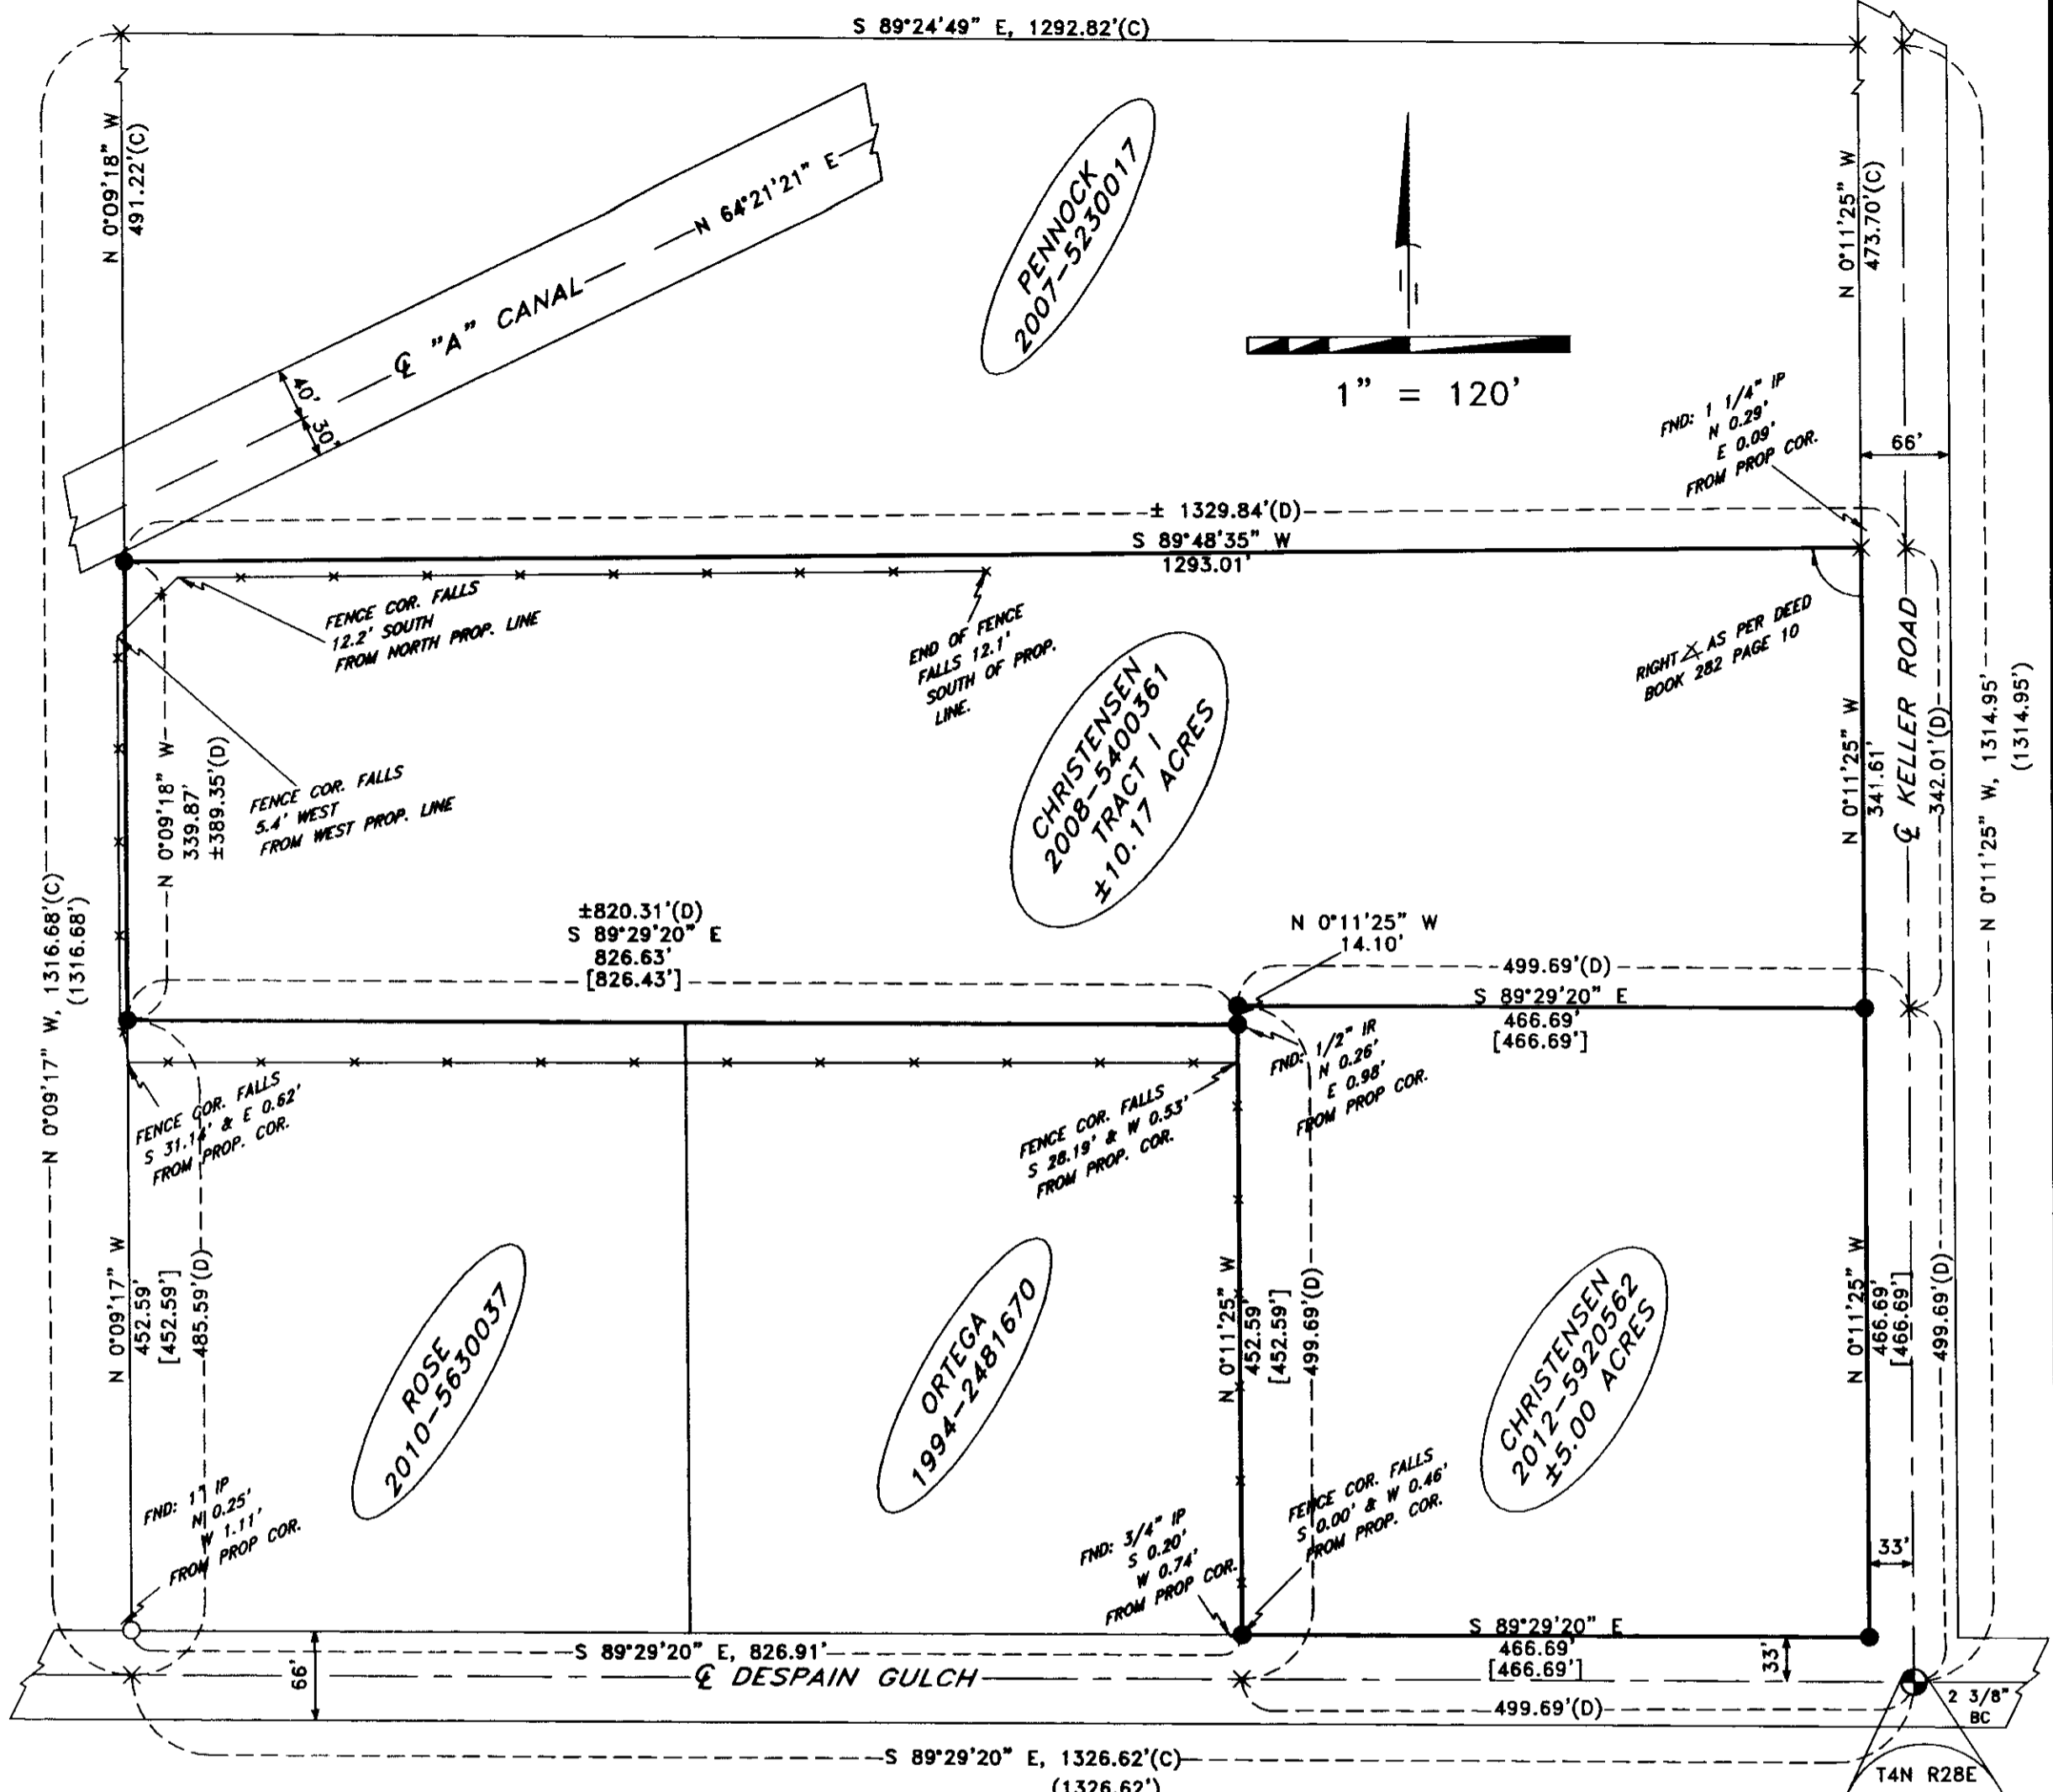 S 89°24'49" E, 1292.82'(C)
N 0°09'18" W
491.22'(C)
N 64°21'21" E
℄ "A" CANAL
40'
30'
PENNOCK
2007-5230017
1" = 120'
N 0°11'25" W
473.70'(C)
FND: 1 1/4" IP
N 0.29'
E 0.09'
FROM PROP COR.
66'
± 1329.84'(D)
S 89°48'35" W
1293.01'
FENCE COR. FALLS
12.2' SOUTH
FROM NORTH PROP. LINE
END OF FENCE
FALLS 12.1'
SOUTH OF PROP.
LINE.
RIGHT ∡ AS PER DEED
BOOK 282 PAGE 10
FENCE COR. FALLS
5.4' WEST
FROM WEST PROP. LINE
N 0°09'18" W
339.87'
±389.35'(D)
CHRISTENSEN
2008-5400361
TRACT I
±10.17 ACRES
N 0°11'25" W
341.61'
℄ KELLER ROAD
342.01'(D)
N 0°11'25" W, 1314.95'
(1314.95')
N 0°09'17" W, 1316.68'(C)
(1316.68')
±820.31'(D)
S 89°29'20" E
826.63'
[826.43']
N 0°11'25" W
14.10'
499.69'(D)
S 89°29'20" E
466.69'
[466.69']
FND: 1/2" IR
N 0.26'
E 0.98'
FROM PROP COR.
FENCE COR. FALLS
S 31.14' & E 0.62'
FROM PROP. COR.
FENCE COR. FALLS
S 28.19' & W 0.53'
FROM PROP. COR.
N 0°09'17" W
452.59'
[452.59']
485.59'(D)
ROSE
2010-5630037
ORTEGA
1994-2481670
N 0°11'25" W
452.59'
[452.59']
499.69'(D)
CHRISTENSEN
2012-5920562
±5.00 ACRES
N 0°11'25" W
466.69'
[466.69']
499.69'(D)
FND: 1" IP
N 0.25'
W 1.11'
FROM PROP COR.
FND: 3/4" IP
S 0.20'
W 0.74'
FROM PROP COR.
FENCE COR. FALLS
S 0.00' & W 0.46'
FROM PROP. COR.
33'
S 89°29'20" E, 826.91'
66'
℄ DESPAIN GULCH
S 89°29'20" E
466.69'
[466.69']
33'
499.69'(D)
2 3/8"
BC
S 89°29'20" E, 1326.62'(C)
(1326.62')
T4N R28E